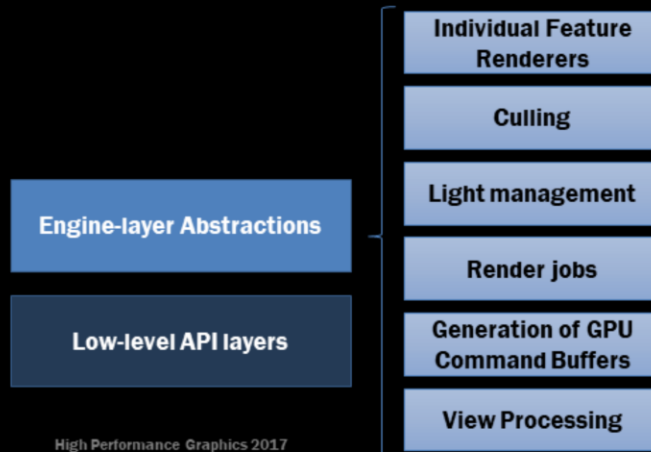 Engine-layer Abstractions
Low-level API layers
High Performance Graphics 2017
Individual Feature
Renderers
Culling
Light management
Render jobs
Generation of GPU
Command Buffers
View Processing